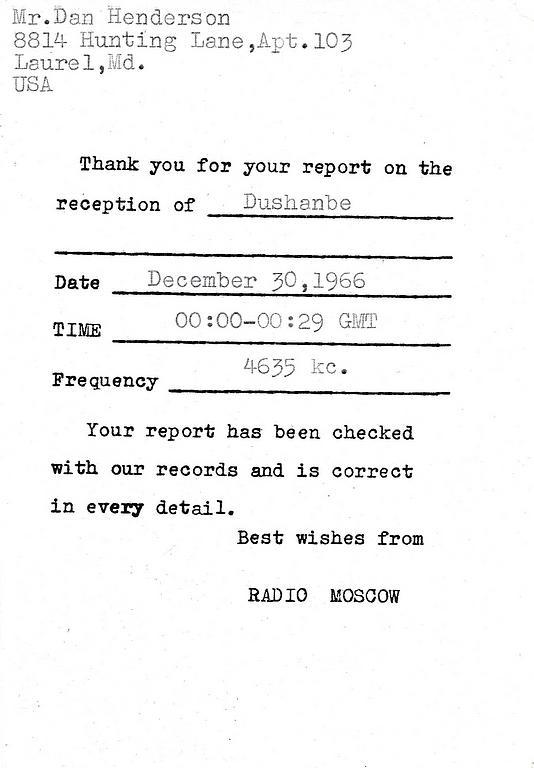 Mr.Dan Henderson
8814 Hunting Lane,Apt.103
Laurel,Md.
USA
Thank you for your report on the
reception of Dushanbe
Date December 30,1966
TIME 00:00-00:29 GMT
Frequency 4635 kc.
Your report has been checked
with our records and is correct
in every detail.
Best wishes from
RADIO MOSCOW